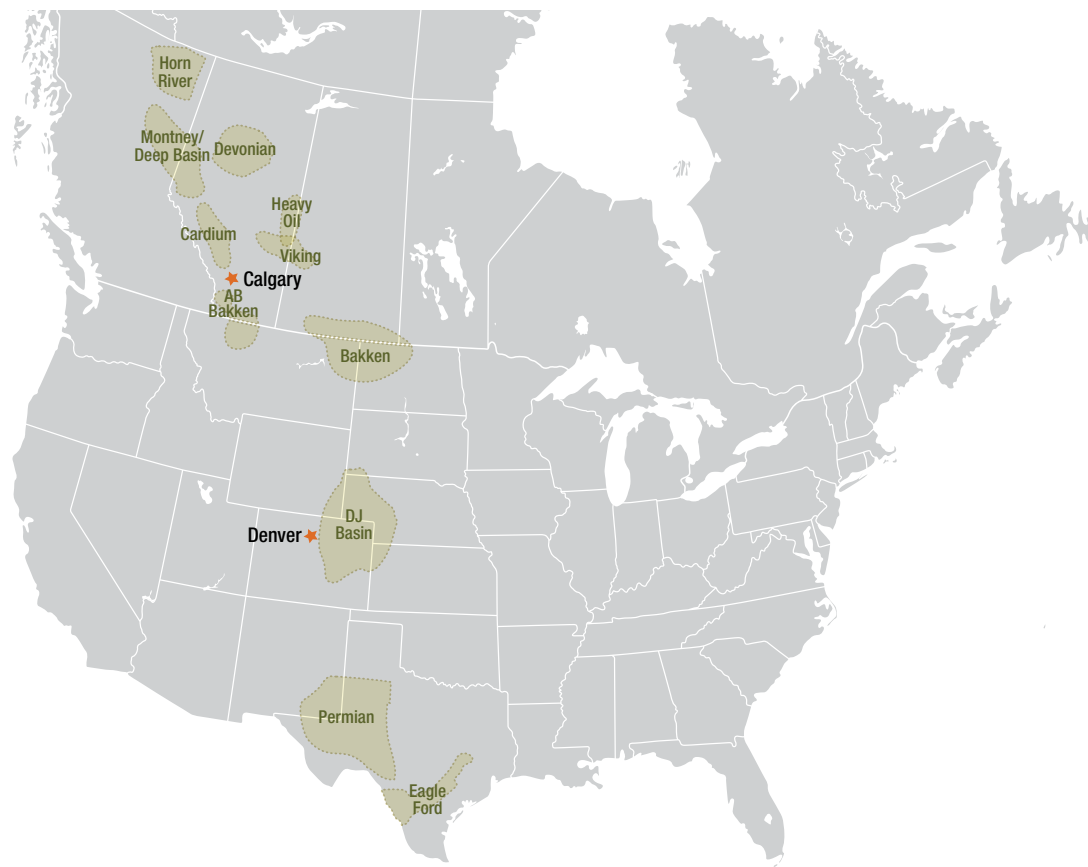 Horn
River
Montney/
Deep Basin
Devonian
Heavy
Oil
Cardium
Viking
Calgary
AB
Bakken
Bakken
DJ
Basin
Denver
Permian
Eagle
Ford